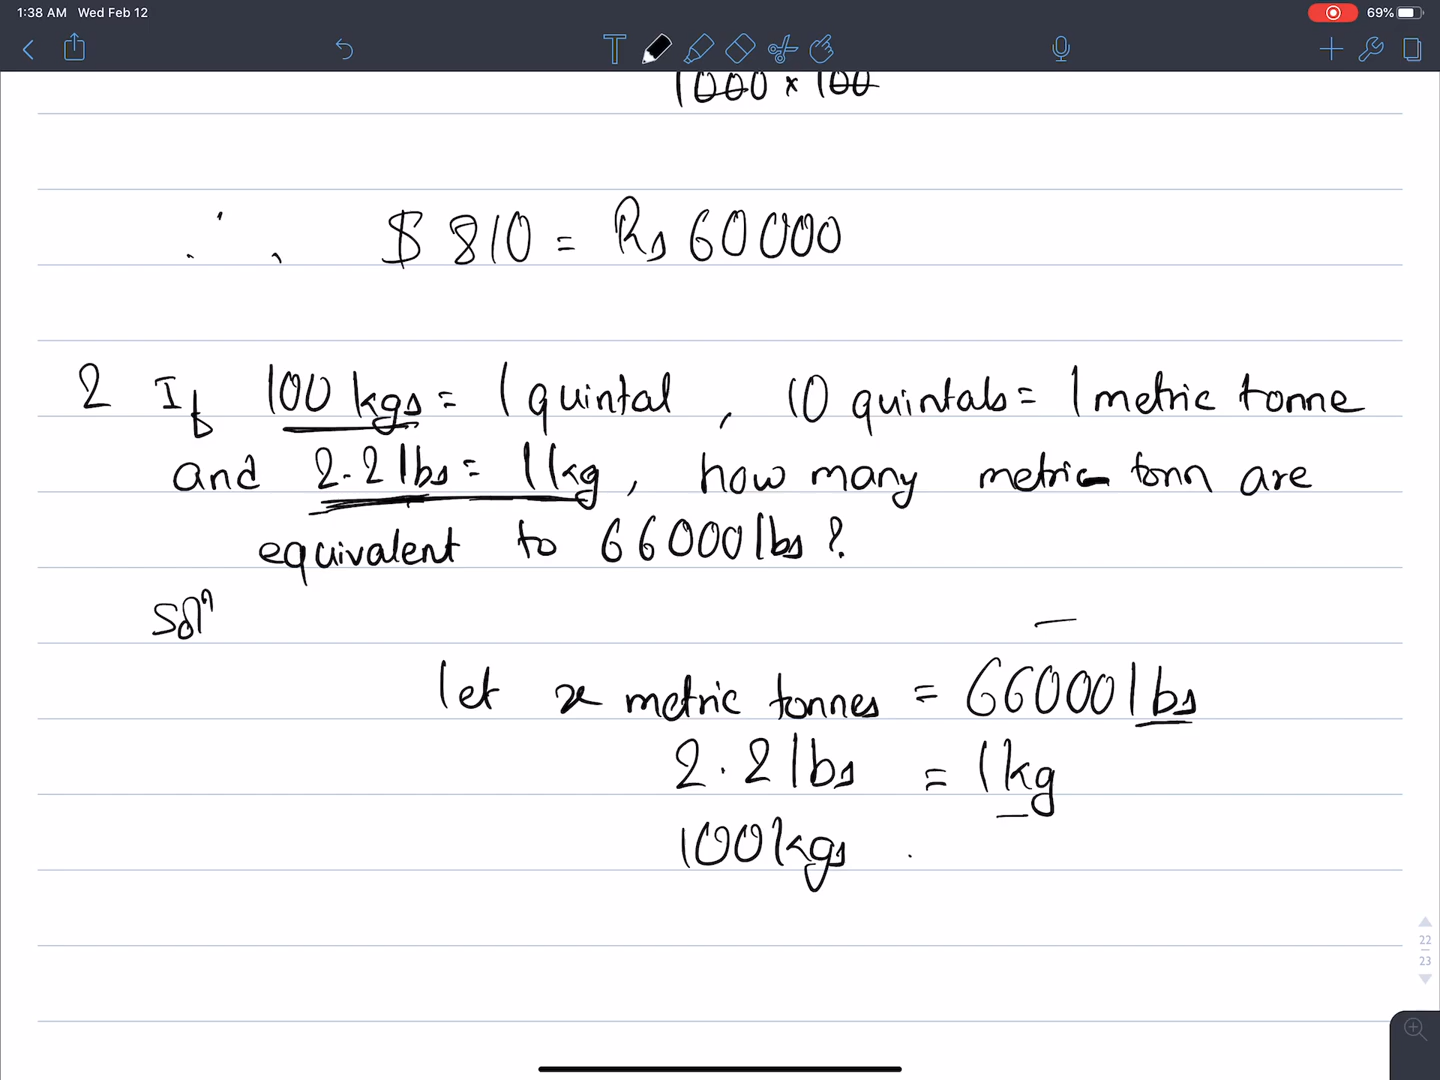 1:38 AM Wed Feb 12
69%
1000 × 100
∴ $ 810 = Rs 60000
2 If 100 kgs = 1 quintal , 10 quintals = 1 metric tonne
and 2.2 lbs = 1 kg , how many metric tonn are
equivalent to 66000 lbs ?
Solⁿ
let x metric tonnes = 66000 lbs
2.2 lbs = 1 kg
100 kgs
22
23